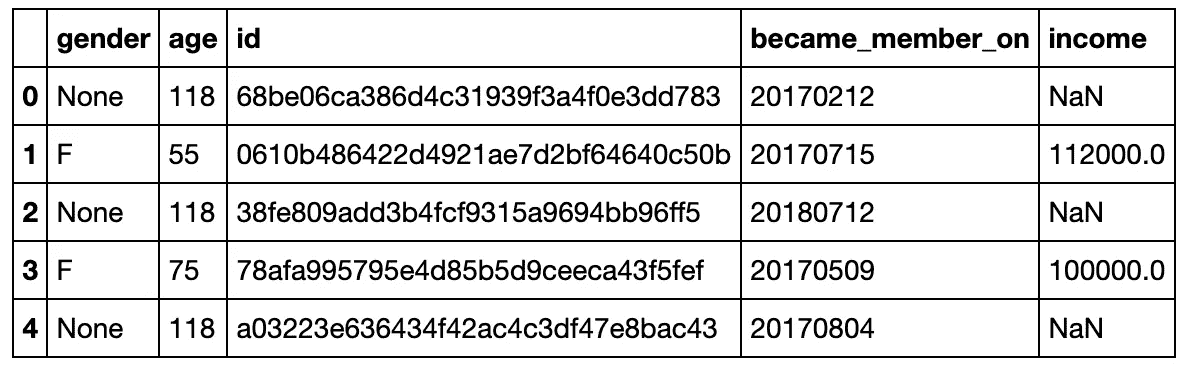 gender age id became_member_on income
0 None 118 68be06ca386d4c31939f3a4f0e3dd783 20170212 NaN
1 F 55 0610b486422d4921ae7d2bf64640c50b 20170715 112000.0
2 None 118 38fe809add3b4fcf9315a9694bb96ff5 20180712 NaN
3 F 75 78afa995795e4d85b5d9ceeca43f5fef 20170509 100000.0
4 None 118 a03223e636434f42ac4c3df47e8bac43 20170804 NaN